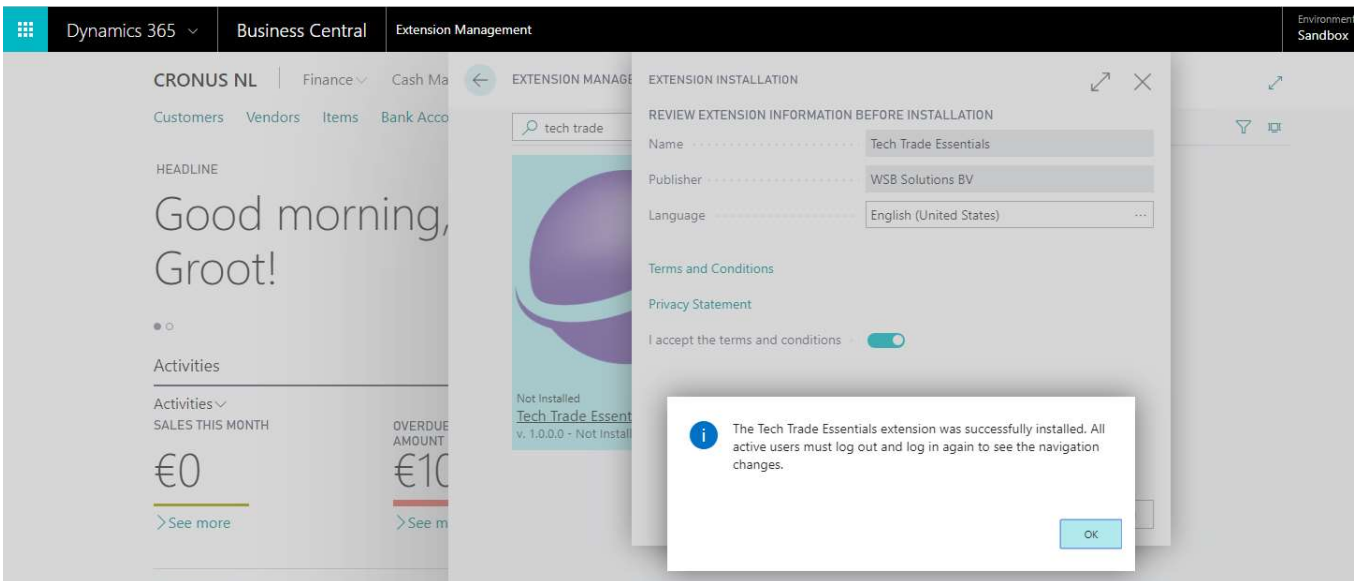 Dynamics 365
Business Central
Extension Management
Environment
Sandbox
CRONUS NL
Finance
Cash Ma
Customers
Vendors
Items
Bank Acco
HEADLINE
Good morning,
Groot!
Activities
Activities
SALES THIS MONTH
€0
See more
OVERDUE
AMOUNT
€10
See m
EXTENSION MANAGE
tech trade
Not Installed
Tech Trade Essent
v. 1.0.0.0 - Not Install
EXTENSION INSTALLATION
REVIEW EXTENSION INFORMATION BEFORE INSTALLATION
Name
Tech Trade Essentials
Publisher
WSB Solutions BV
Language
English (United States)
Terms and Conditions
Privacy Statement
I accept the terms and conditions
The Tech Trade Essentials extension was successfully installed. All
active users must log out and log in again to see the navigation
changes.
OK